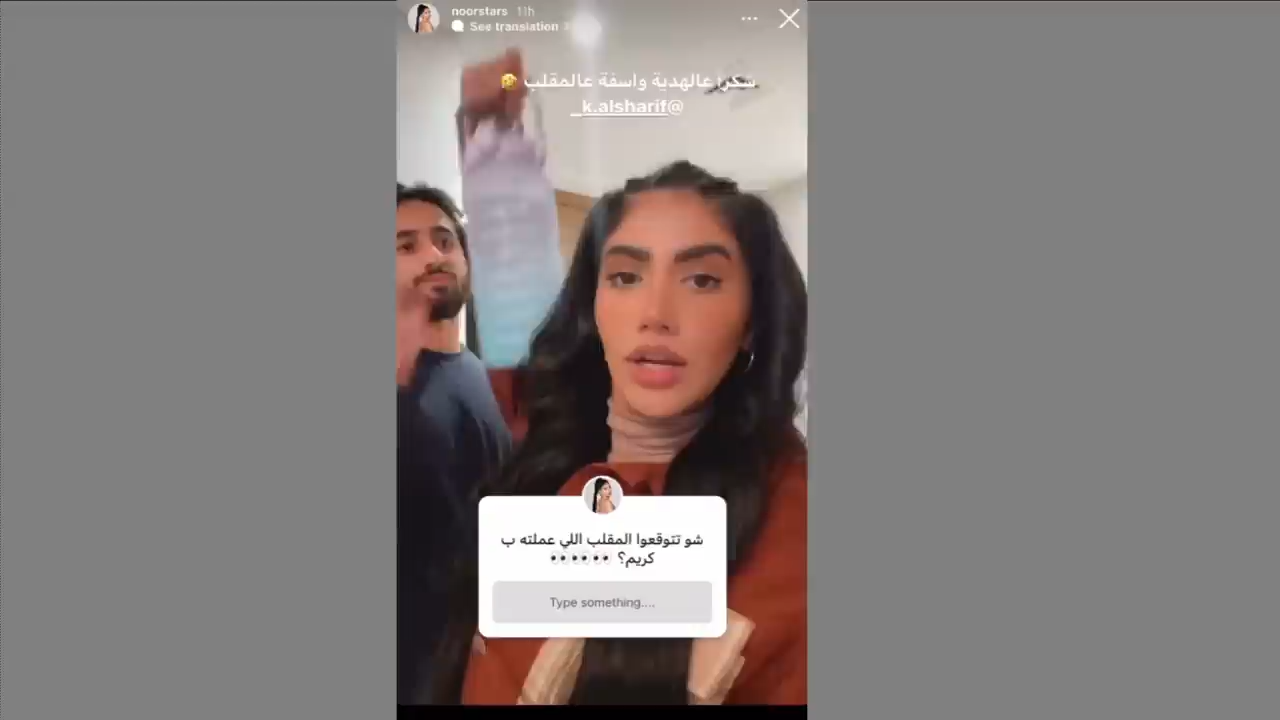 noorstars 11h
See translation
شكرا عالهدية واسفة عالمقلب 🫣
@k.alsharif_
شو تتوقعوا المقلب اللي عملته ب
كريم؟ 👀👀👀
Type something....